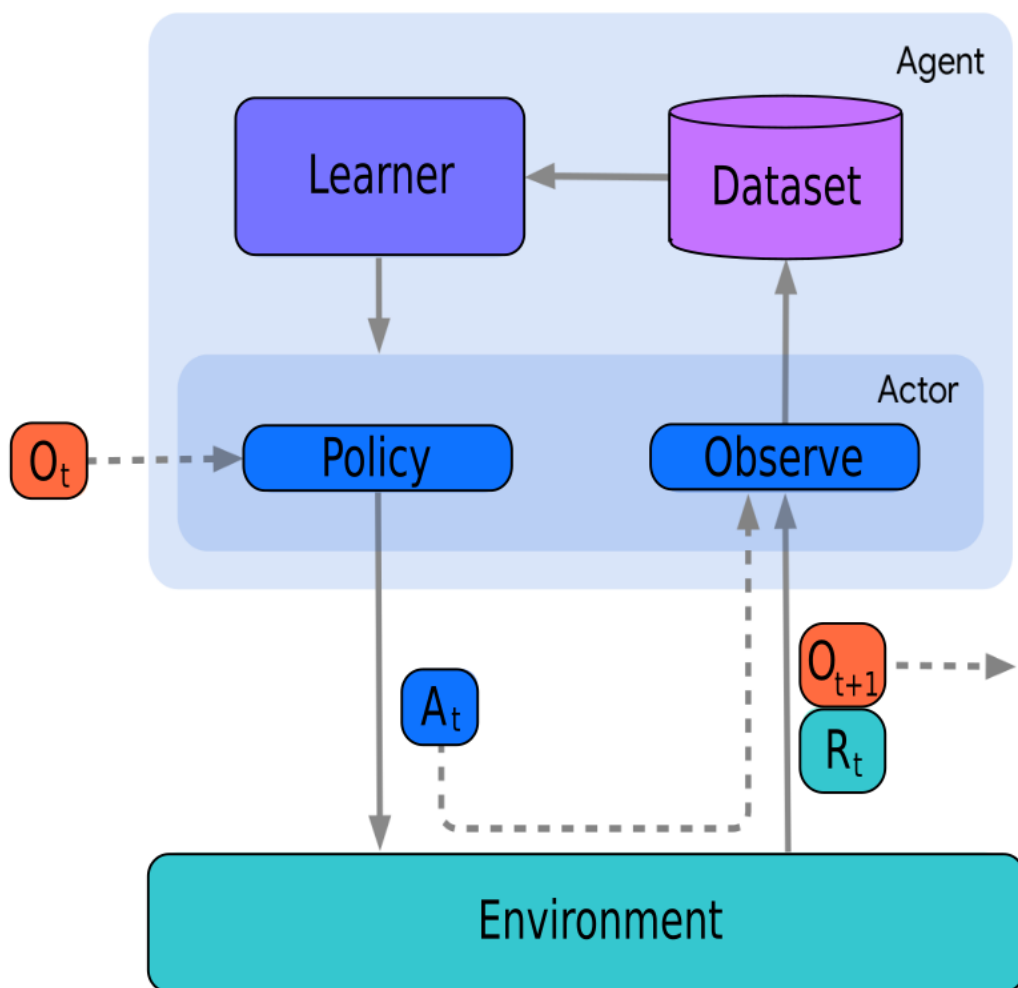 Agent
Learner
Dataset
Actor
Oₜ
Policy
Observe
Oₜ₊₁
Aₜ
Rₜ
Environment